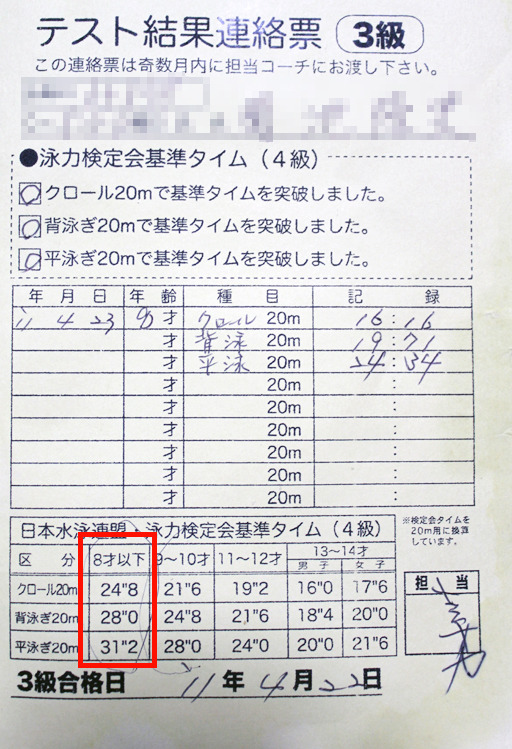 テスト結果連絡票 3級
この連絡票は奇数月内に担当コーチにお渡し下さい。
●泳力検定会基準タイム（4級）
クロール20mで基準タイムを突破しました。
背泳ぎ20mで基準タイムを突破しました。
平泳ぎ20mで基準タイムを突破しました。
年 月 日 年 齢 種 目 記 録
11 4 23 才 クロール 20m 16:16
才 背泳 20m 19:71
才 平泳 20m 24:34
才 20m :
才 20m :
才 20m :
才 20m :
才 20m :
才 20m :
日本水泳連盟・泳力検定会基準タイム（4級）
※検定会タイムを
20m用に換算
しています。
区 分 8才以下 9～10才 11～12才 13～14才
男子 女子
クロール20m 24"8 21"6 19"2 16"0 17"6
背泳ぎ20m 28"0 24"8 21"6 18"4 20"0
平泳ぎ20m 31"2 28"0 24"0 20"0 21"6
担 当
3級合格日 11年4月22日